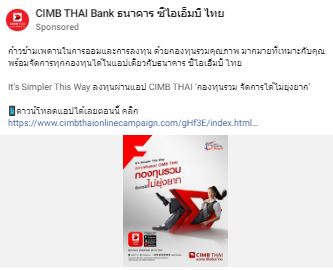 CIMB THAI Bank ธนาคาร ซีไอเอ็มบี ไทย
Sponsored
ก้าวข้ามเพดานในการออมและการลงทุน ด้วยกองทุนรวมคุณภาพ มากมายที่เหมาะกับคุณ
พร้อมจัดการทุกกองทุนได้ในแอปเดียวกับธนาคาร ซีไอเอ็มบี ไทย
It's Simpler This Way ลงทุนผ่านแอป CIMB THAI 'กองทุนรวม จัดการได้ไม่ยุ่งยาก'
ดาวน์โหลดแอปได้เลยตอนนี้ คลิก
https://www.cimbthaionlinecampaign.com/gHf3E/index.html...
It's Simple This Way
CIMB THAI
กองทุนรวม
ไม่ยุ่งยาก
CIMB THAI